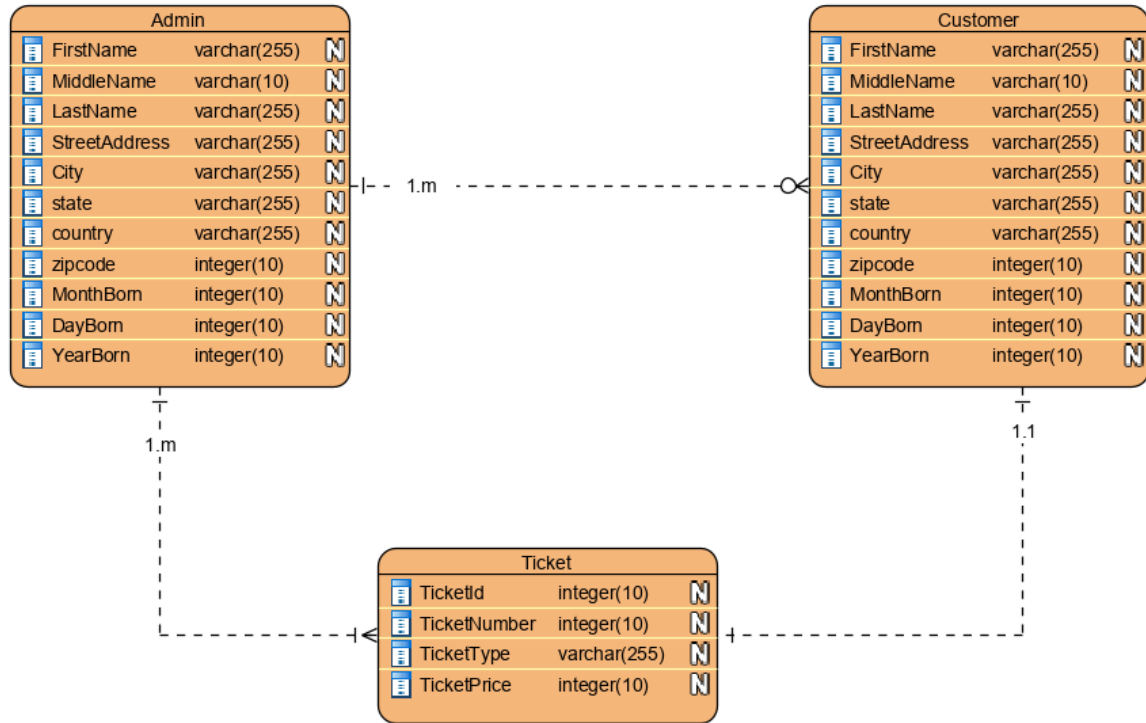 Admin
FirstName varchar(255) N
MiddleName varchar(10) N
LastName varchar(255) N
StreetAddress varchar(255) N
City varchar(255) N
state varchar(255) N
country varchar(255) N
zipcode integer(10) N
MonthBorn integer(10) N
DayBorn integer(10) N
YearBorn integer(10) N
1.m
Customer
FirstName varchar(255) N
MiddleName varchar(10) N
LastName varchar(255) N
StreetAddress varchar(255) N
City varchar(255) N
state varchar(255) N
country varchar(255) N
zipcode integer(10) N
MonthBorn integer(10) N
DayBorn integer(10) N
YearBorn integer(10) N
1.m
1.1
Ticket
TicketId integer(10) N
TicketNumber integer(10) N
TicketType varchar(255) N
TicketPrice integer(10) N